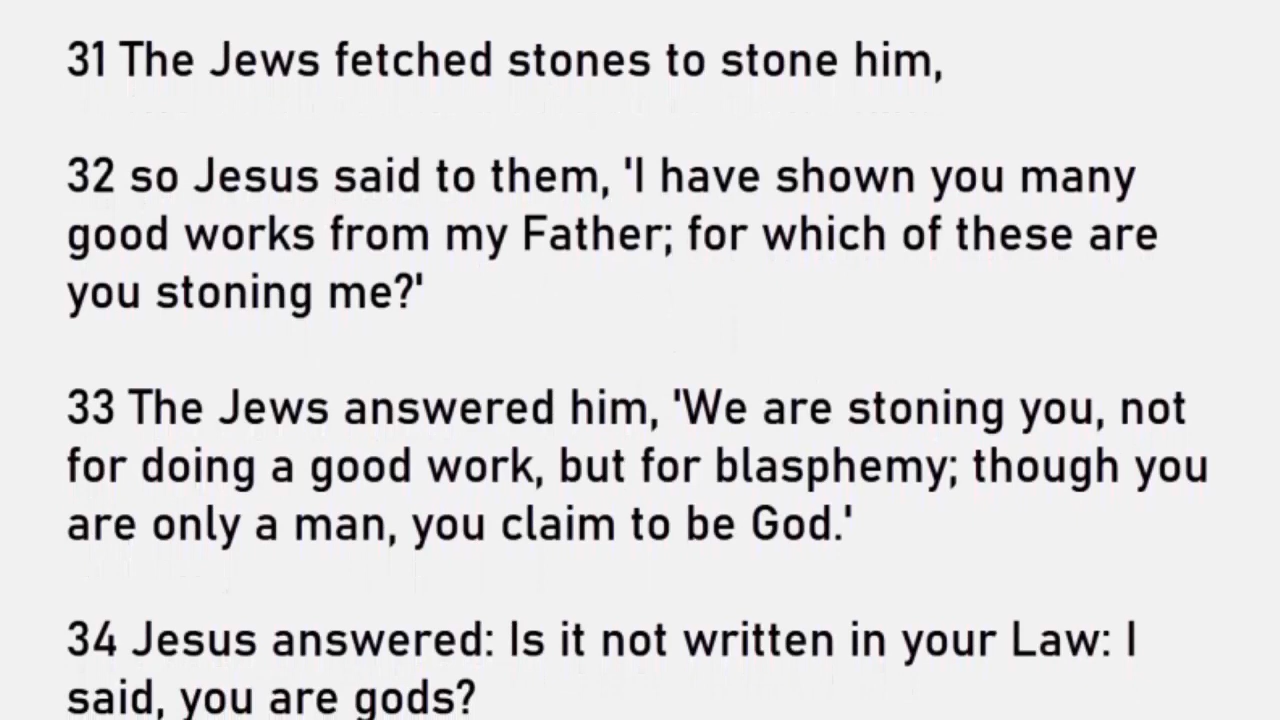 31 The Jews fetched stones to stone him,
32 so Jesus said to them, 'I have shown you many
good works from my Father; for which of these are
you stoning me?'
33 The Jews answered him, 'We are stoning you, not
for doing a good work, but for blasphemy; though you
are only a man, you claim to be God.'
34 Jesus answered: Is it not written in your Law: I
said, you are gods?